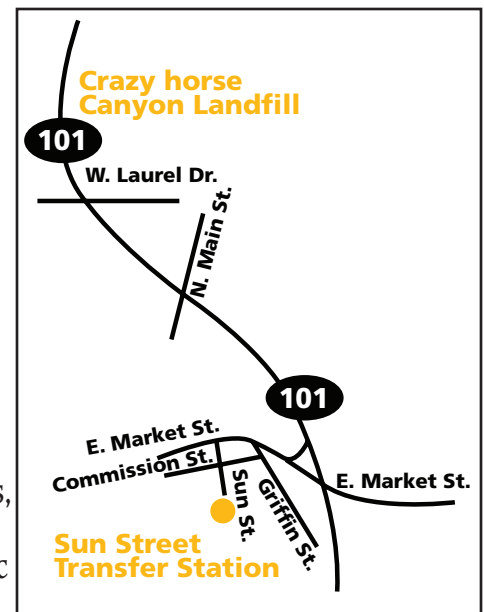 Crazy horse
Canyon Landfill
101
W. Laurel Dr.
N. Main St.
101
E. Market St.
E. Market St.
Commission St.
Sun St.
Griffin St.
s,
c
Sun Street
Transfer Station